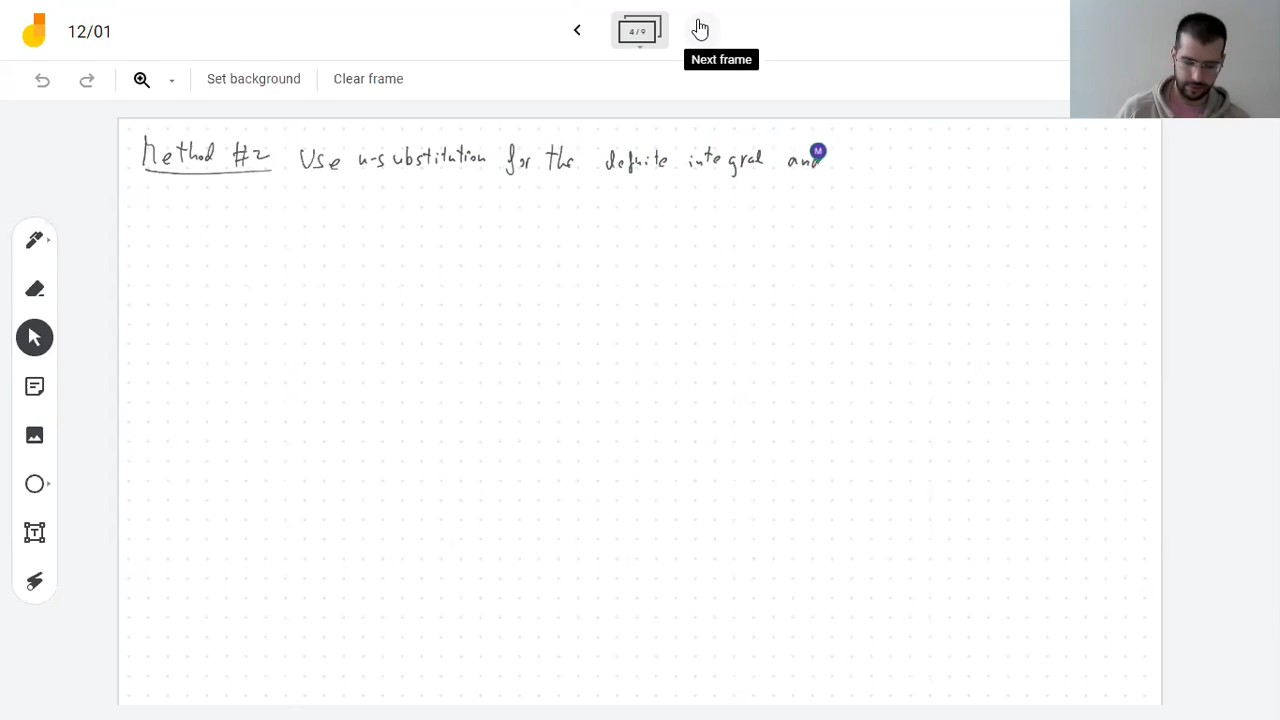 12/01
4 / 9
Next frame
Set background
Clear frame
Method #2 Use u-substitution for the definite integral and
M